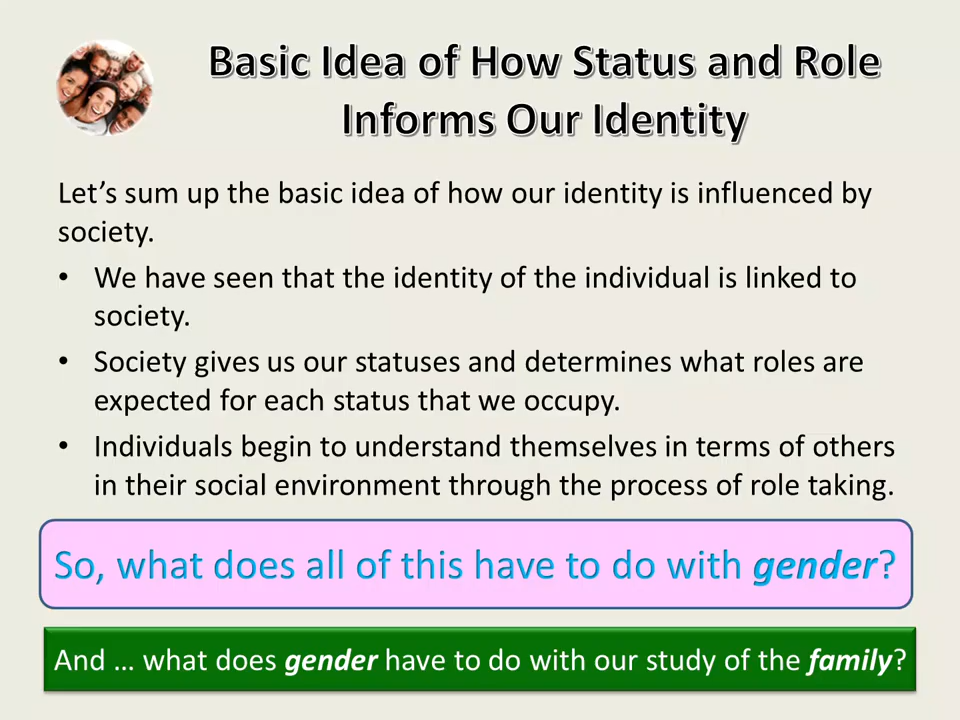 Basic Idea of How Status and Role
Informs Our Identity
Let’s sum up the basic idea of how our identity is influenced by
society.
• We have seen that the identity of the individual is linked to
society.
• Society gives us our statuses and determines what roles are
expected for each status that we occupy.
• Individuals begin to understand themselves in terms of others
in their social environment through the process of role taking.
So, what does all of this have to do with gender?
And … what does gender have to do with our study of the family?